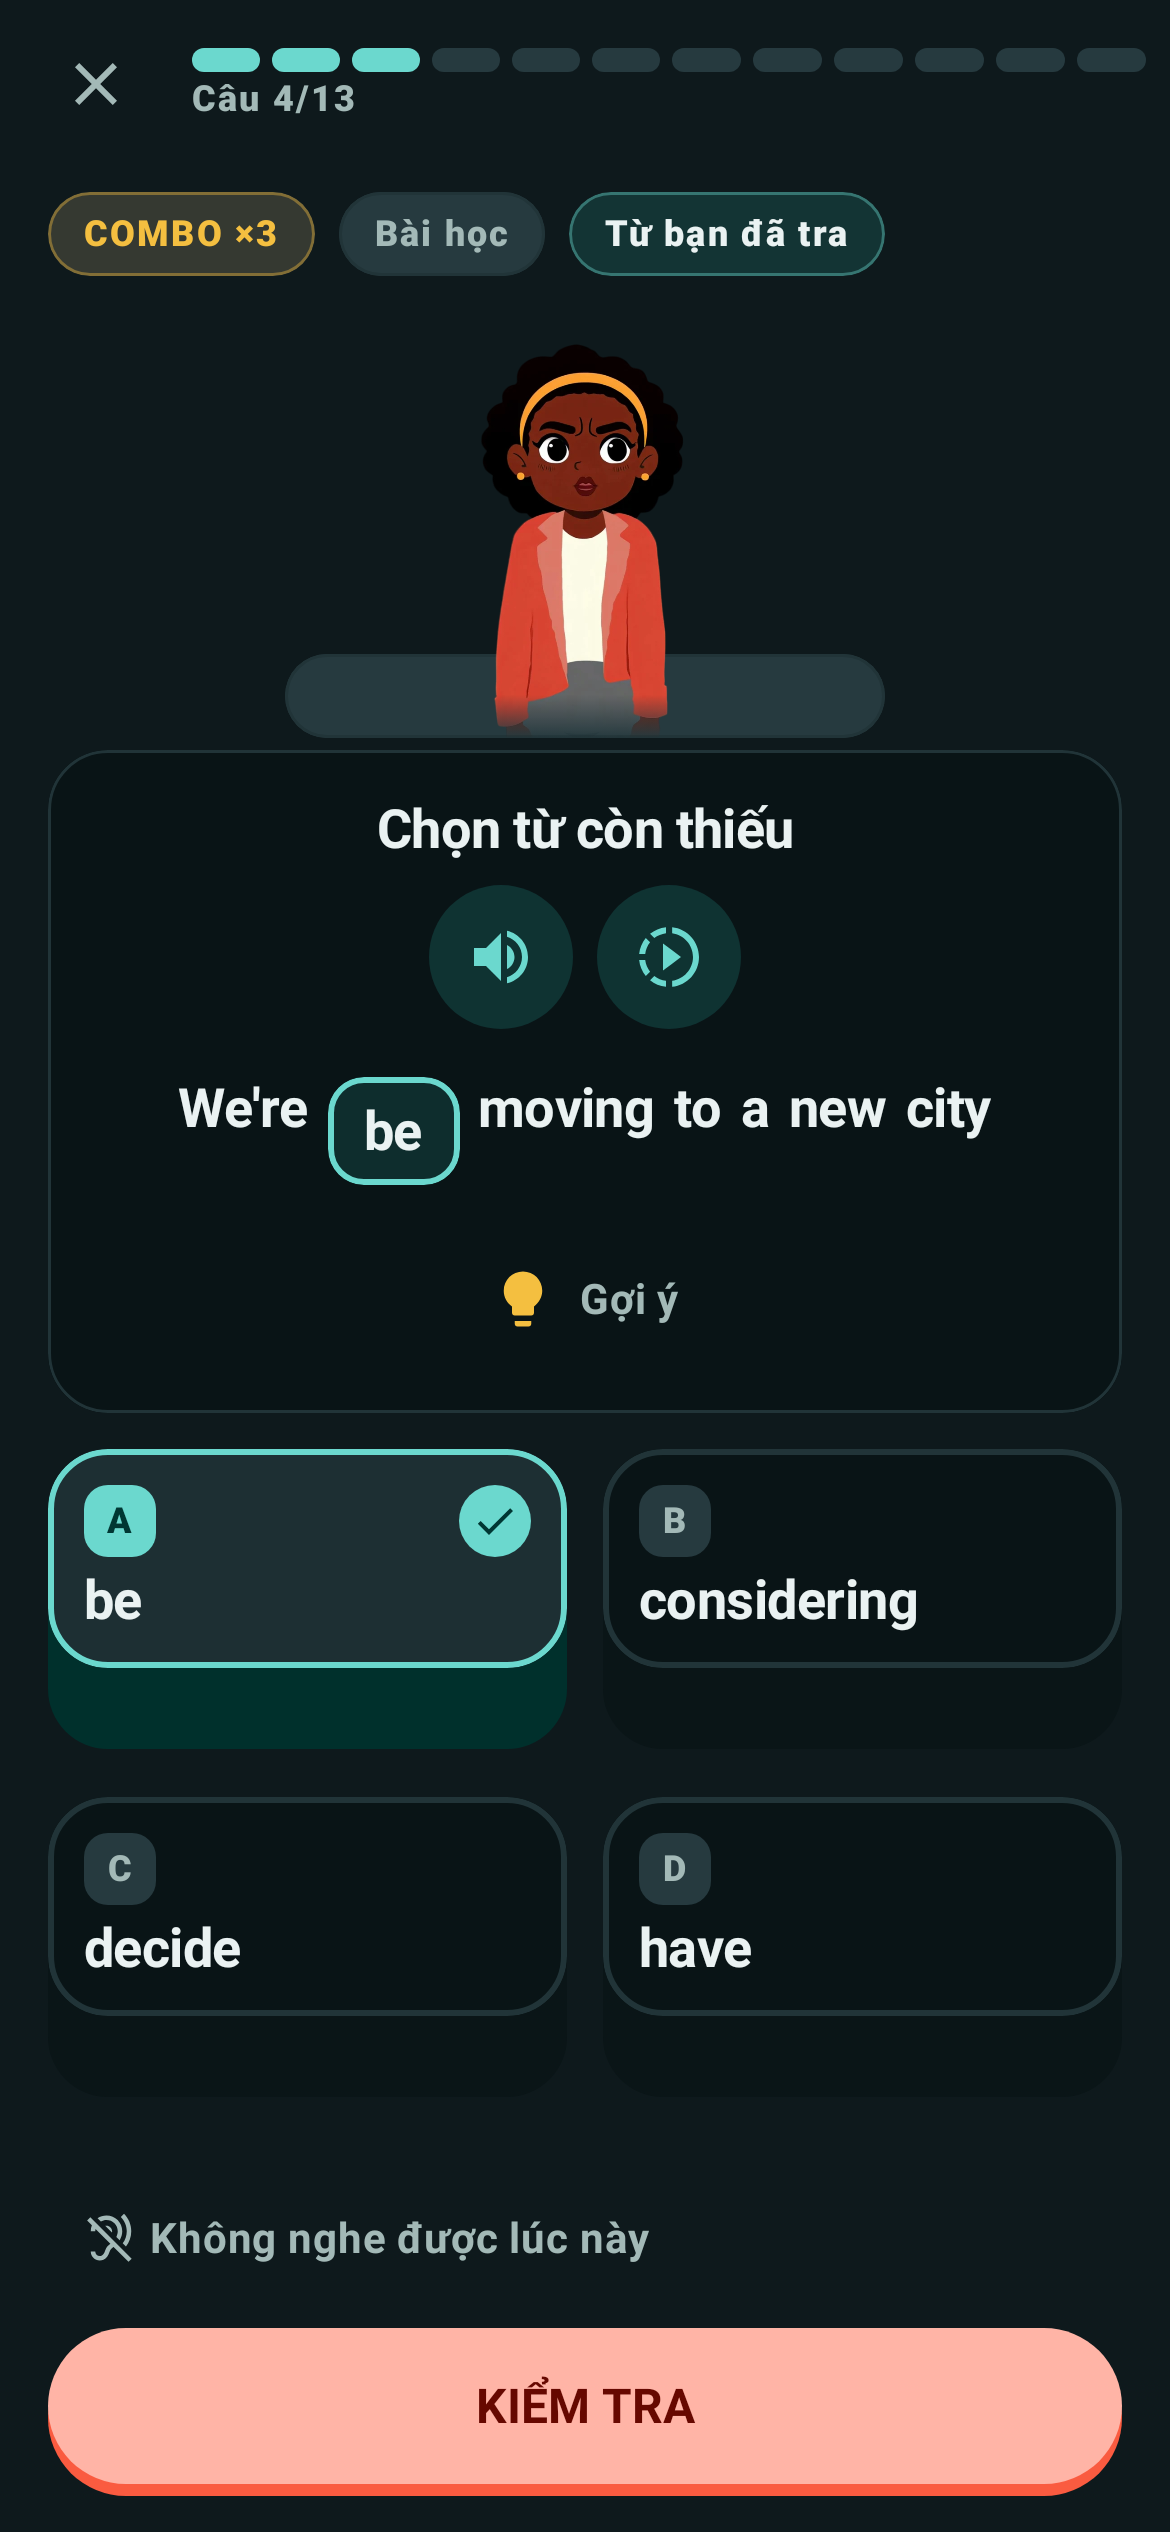 Câu 4/13
COMBO ×3
Bài học
Từ bạn đã tra
Chọn từ còn thiếu
We're be moving to a new city
Gợi ý
A
be
B
considering
C
decide
D
have
Không nghe được lúc này
KIỂM TRA